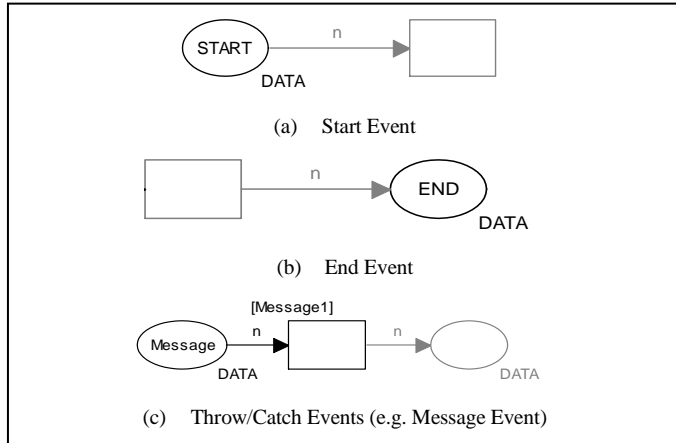 n
START
DATA
(a) Start Event
n
END
DATA
(b) End Event
[Message1]
n
n
Message
DATA
DATA
(c) Throw/Catch Events (e.g. Message Event)